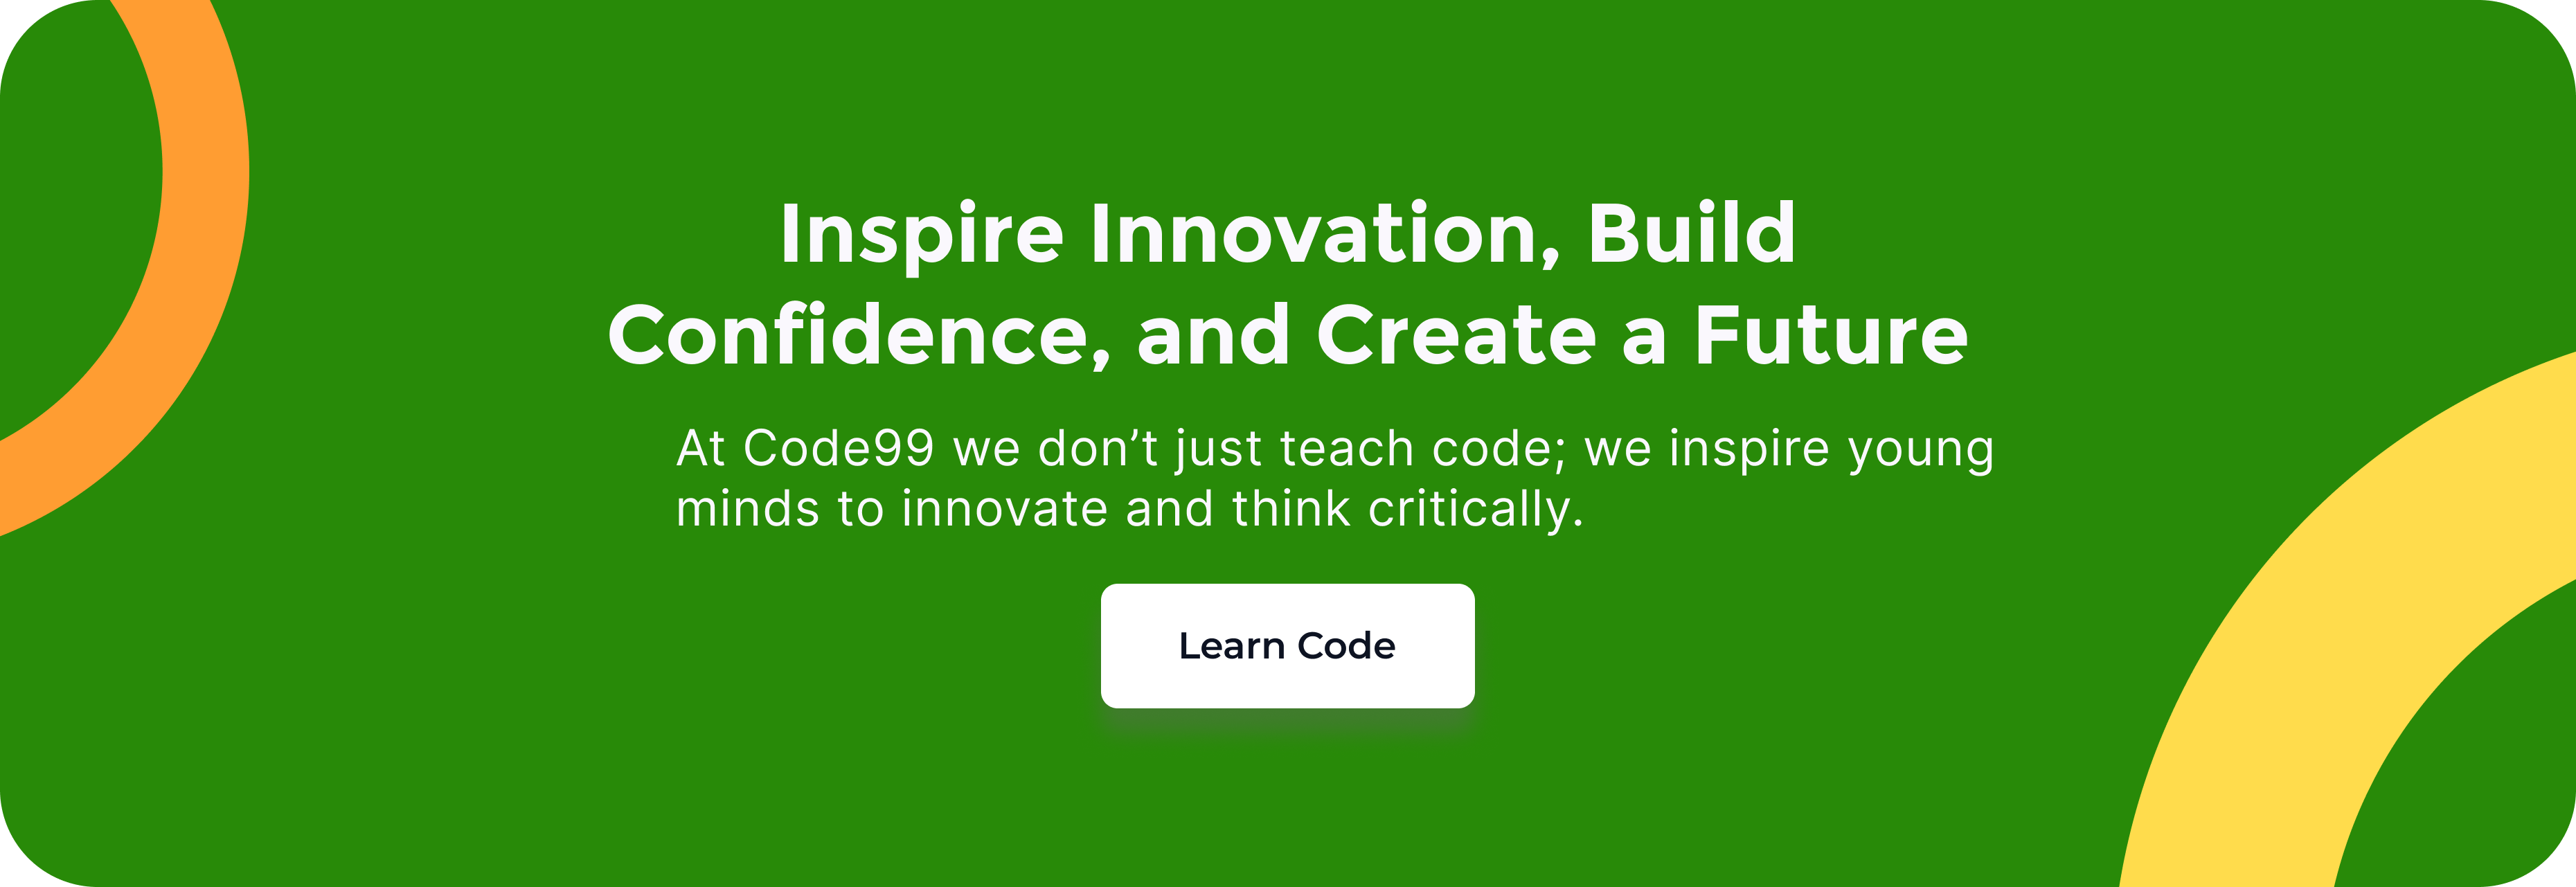 Inspire Innovation, Build
Confidence, and Create a Future
At Code99 we don’t just teach code; we inspire young
minds to innovate and think critically.
Learn Code